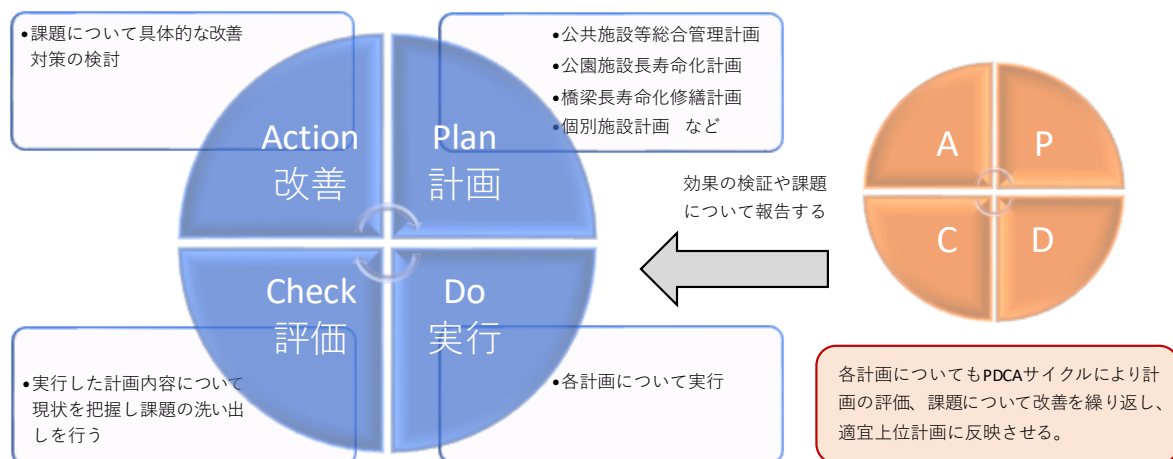 •課題について具体的な改善
対策の検討
•公共施設等総合管理計画
•公園施設長寿命化計画
•橋梁長寿命化修繕計画
•個別施設計　など
Action
改善
Plan
計画
Check
評価
Do
実行
•実行した計画内容について
現状を把握し課題の洗い出
しを行う
•各計画について実行
効果の検証や課題
について報告する
A
P
C
D
各計画についてもPDCAサイクルにより計
画の評価、課題について改善を繰り返し、
適宜上位計画に反映させる。